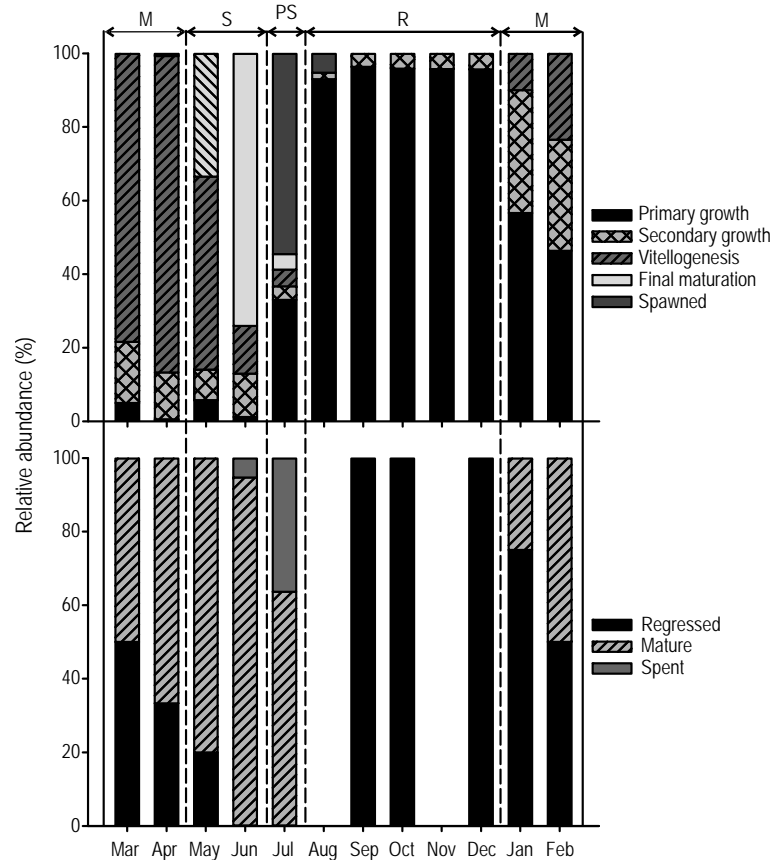 M S PS R M
100
80
60
40
20
0
Primary growth
Secondary growth
Vitellogenesis
Final maturation
Spawned
Relative abundance (%)
100
80
60
40
20
0
Regressed
Mature
Spent
Mar Apr May Jun Jul Aug Sep Oct Nov Dec Jan Feb